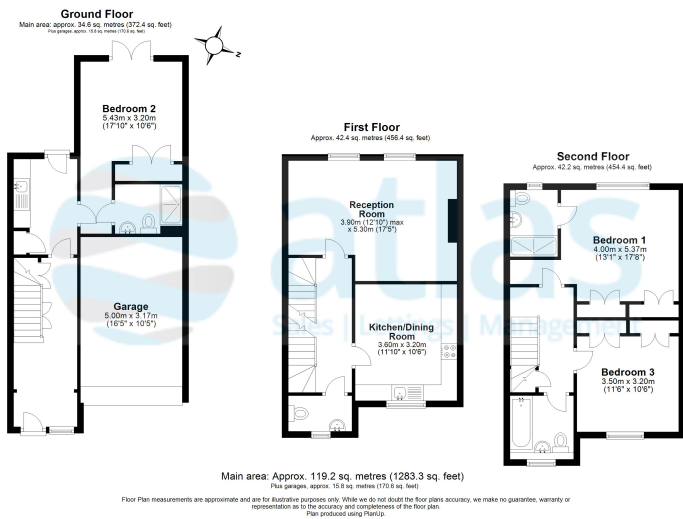 Ground Floor
Main area: approx. 34.6 sq. metres (372.4 sq. feet)
Plus garages, approx. 15.8 sq. metres (170.6 sq. feet)
N
Bedroom 2
5.43m x 3.20m
(17'10" x 10'6")
Garage
5.00m x 3.17m
(16'5" x 10'5")
First Floor
Approx. 42.4 sq. metres (456.4 sq. feet)
Reception
Room
3.90m (12'10") max
x 5.30m (17'5")
Kitchen/Dining
Room
3.60m x 3.20m
(11'10" x 10'6")
Second Floor
Approx. 42.2 sq. metres (454.4 sq. feet)
Bedroom 1
4.00m x 5.37m
(13'1" x 17'8")
Bedroom 3
3.50m x 3.20m
(11'6" x 10'6")
atlas
Sales | Lettings | Management
Main area: Approx. 119.2 sq. metres (1283.3 sq. feet)
Plus garages, approx. 15.8 sq. metres (170.6 sq. feet)
Floor Plan measurements are approximate and are for illustrative purposes only. While we do not doubt the floor plans accuracy, we make no guarantee, warranty or
representation as to the accuracy and completeness of the floor plan.
Plan produced using PlanUp.